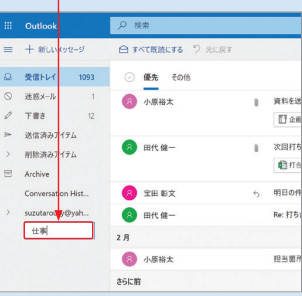 Outlook
検索
+ 新しいメッセージ
すべて既読にする 元に戻す
受信トレイ 1093
迷惑メール 1
下書き 12
送信済みアイテム
削除済みアイテム
Archive
Conversation Hist...
suzutarody@yah...
仕事
優先 その他
小原裕太
資料を送
企画
田代 健一
次回打ち
打合
宝田 彰文
明日の件
田代 健一
Re: 打ち
2 月
小原裕太
担当箇所
さらに前